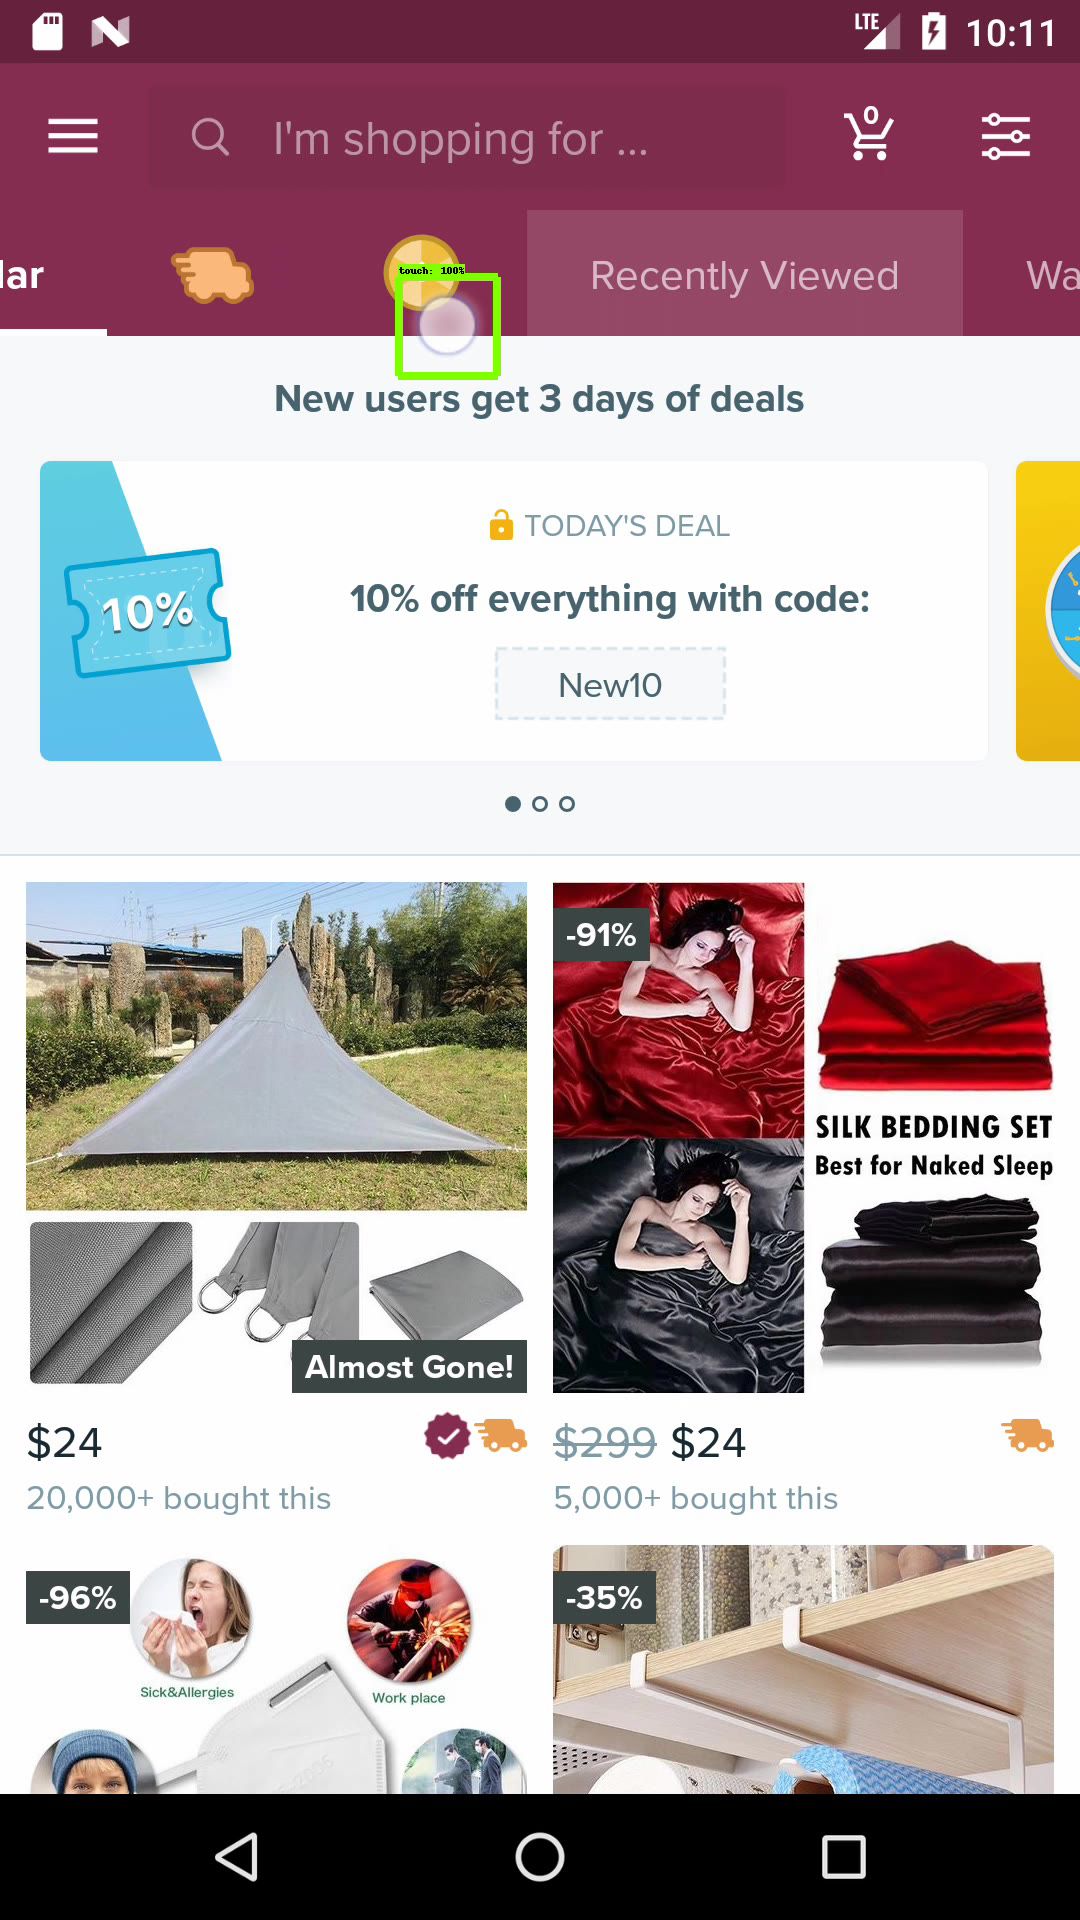 LTE 10:11
0
I'm shopping for ...
lar
touch: 100%
Recently Viewed
Wa
New users get 3 days of deals
TODAY'S DEAL
10%
10% off everything with code:
New10
-91%
SILK BEDDING SET
Best for Naked Sleep
Almost Gone!
$24
20,000+ bought this
$299 $24
5,000+ bought this
-96%
Sick&Allergies
Work place
-35%